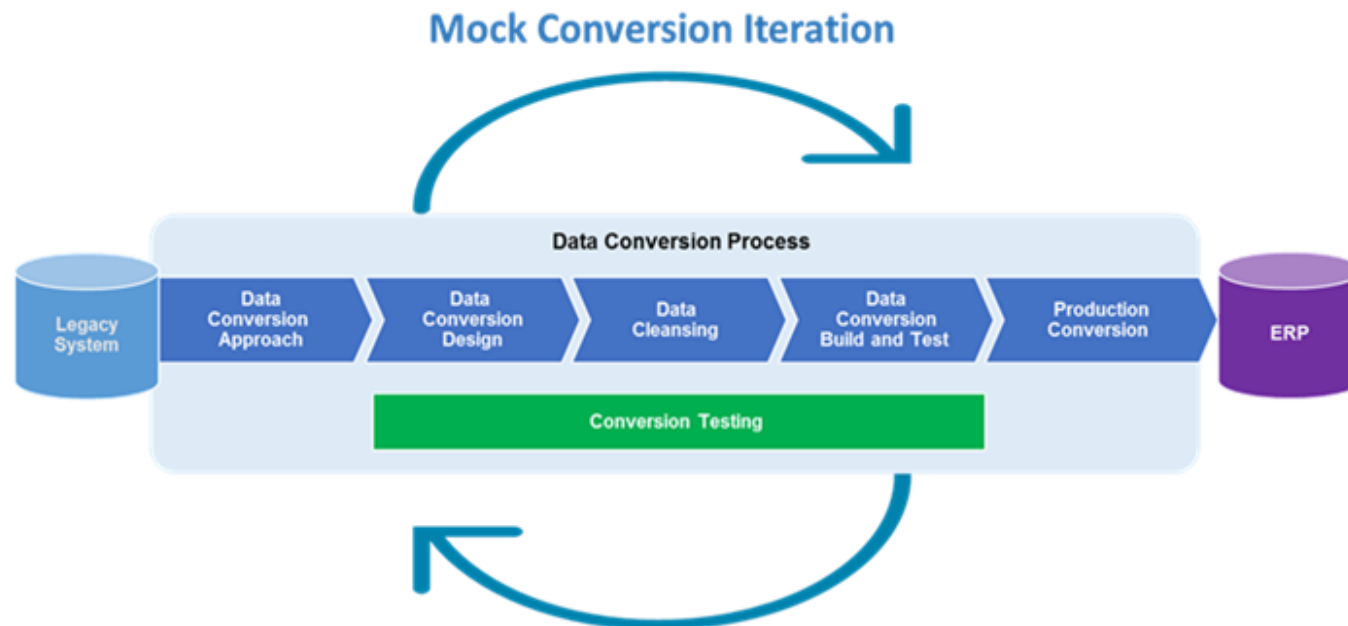 Mock Conversion Iteration
Data Conversion Process
Legacy
System
Data
Conversion
Approach
Data
Conversion
Design
Data
Cleansing
Data
Conversion
Build and Test
Production
Conversion
ERP
Conversion Testing